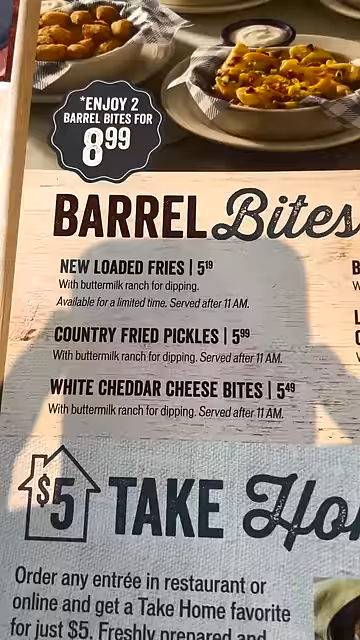 *ENJOY 2
BARREL BITES FOR
8.99
BARREL Bites
NEW LOADED FRIES | 5.19
With buttermilk ranch for dipping.
Available for a limited time. Served after 11 AM.
COUNTRY FRIED PICKLES | 5.99
With buttermilk ranch for dipping. Served after 11 AM.
WHITE CHEDDAR CHEESE BITES | 5.49
With buttermilk ranch for dipping. Served after 11 AM.
$5 TAKE
Order any entrée in restaurant or
online and get a Take Home favorite
for just $5. Freshly prepared and